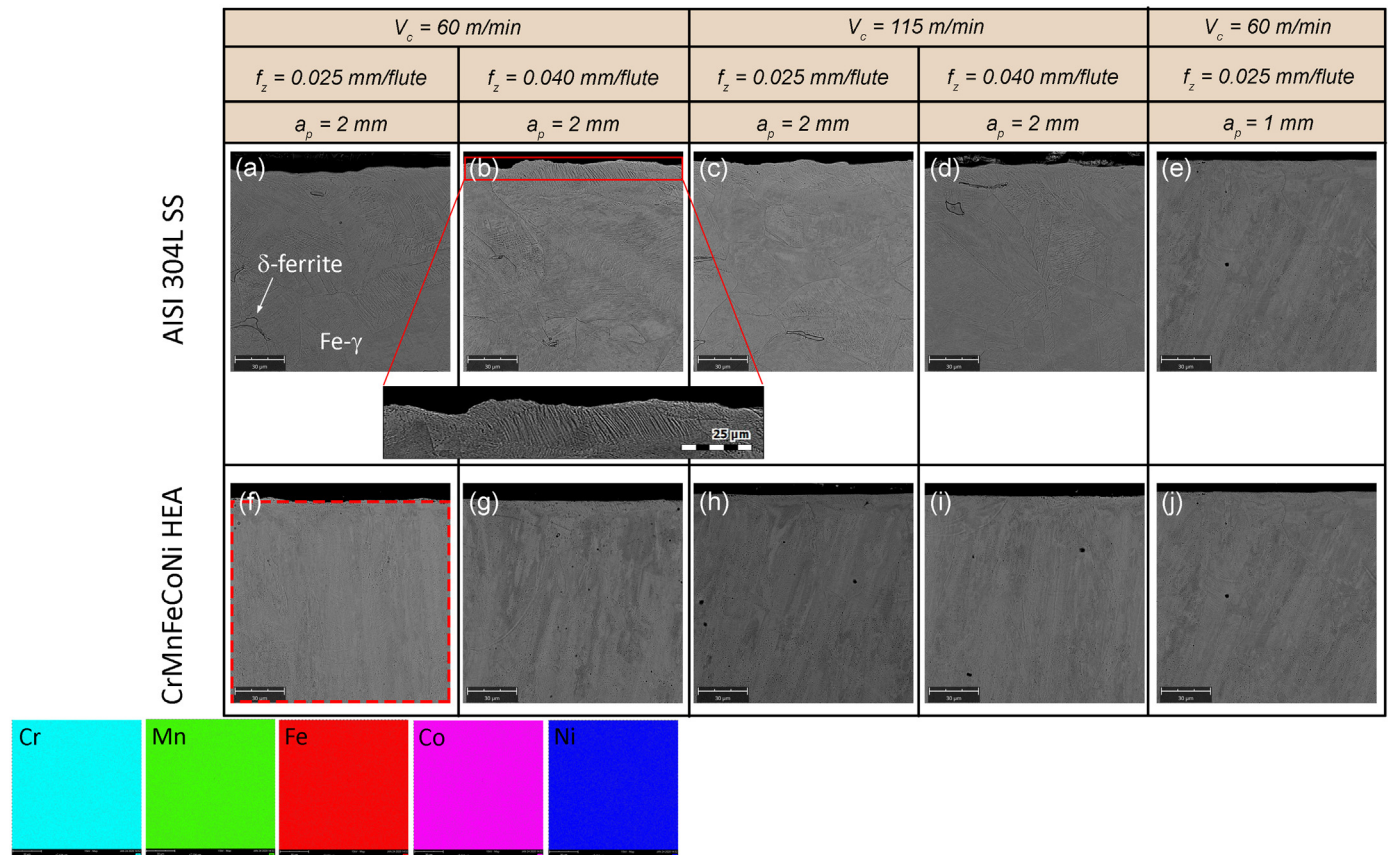 V_c = 60 m/min V_c = 115 m/min V_c = 60 m/min
f_z = 0.025 mm/flute f_z = 0.040 mm/flute f_z = 0.025 mm/flute f_z = 0.040 mm/flute f_z = 0.025 mm/flute
a_p = 2 mm a_p = 2 mm a_p = 2 mm a_p = 2 mm a_p = 1 mm
AISI 304L SS
(a) (b) (c) (d) (e)
δ-ferrite
Fe-γ
30 µm 30 µm 30 µm 30 µm 30 µm
25 µm
CrMnFeCoNi HEA
(f) (g) (h) (i) (j)
30 µm 30 µm 30 µm 30 µm 30 µm
Cr Mn Fe Co Ni